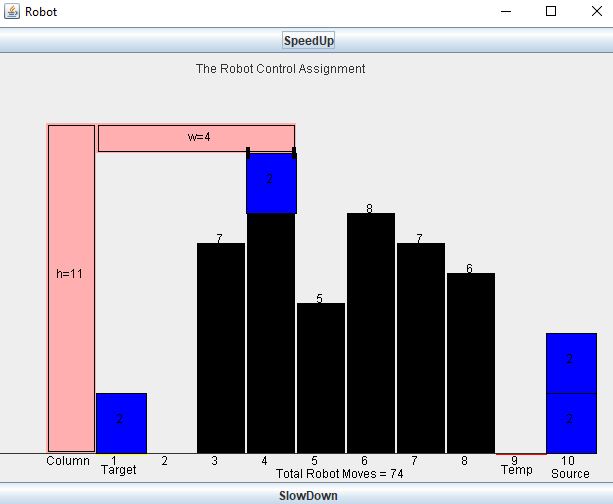 Robot
SpeedUp
The Robot Control Assignment
w=4
2
8
7
7
6
h=11
5
2
2
2
Column 1 2 3 4 5 6 7 8 9 10
Target Temp Source
Total Robot Moves = 74
SlowDown